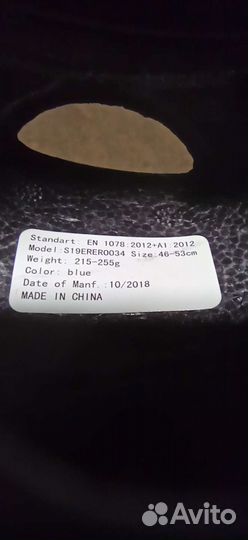 Standart: EN 1078:2012+A1:2012
Model:S19ERERO034 Size:46-53cm
Weight: 215-255g
Color: blue
Date of Manf.:10/2018
MADE IN CHINA
Avito